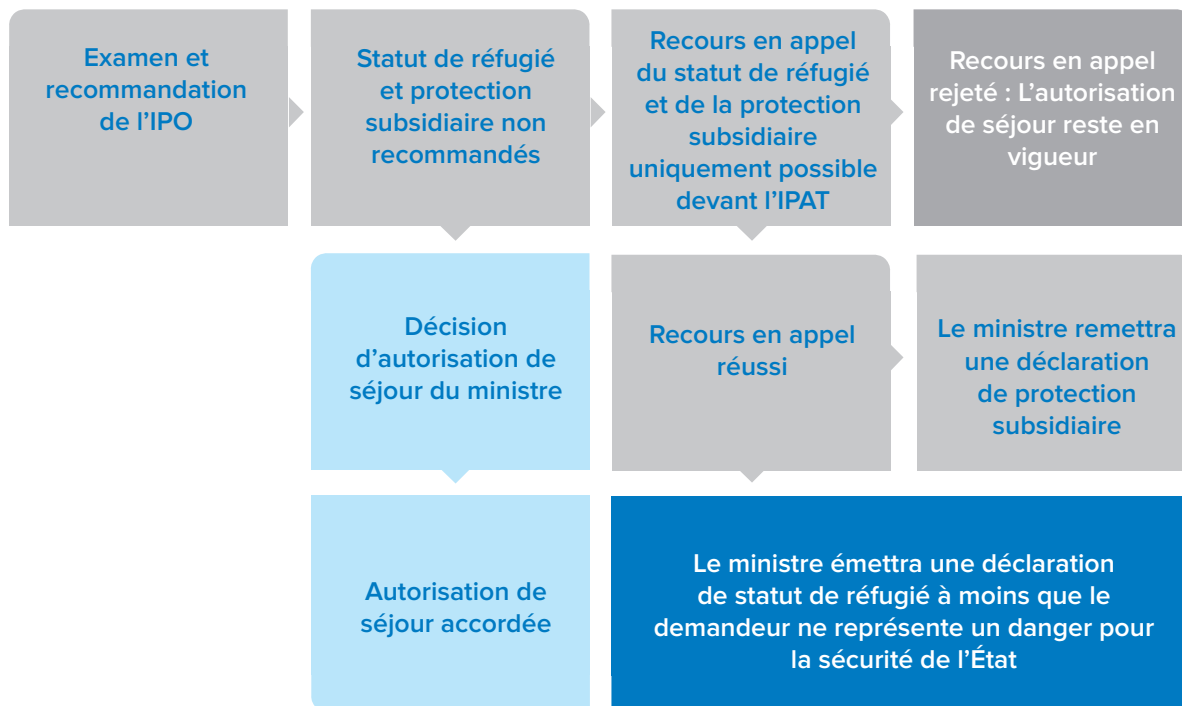 Examen et
recommandation
de l’IPO
Statut de réfugié
et protection
subsidiaire non
recommandés
Recours en appel
du statut de réfugié
et de la protection
subsidiaire
uniquement possible
devant l’IPAT
Recours en appel
rejeté : L’autorisation
de séjour reste en
vigueur
Décision
d’autorisation de
séjour du ministre
Recours en appel
réussi
Le ministre remettra
une déclaration
de protection
subsidiaire
Autorisation de
séjour accordée
Le ministre émettra une déclaration
de statut de réfugié à moins que le
demandeur ne représente un danger pour
la sécurité de l’État